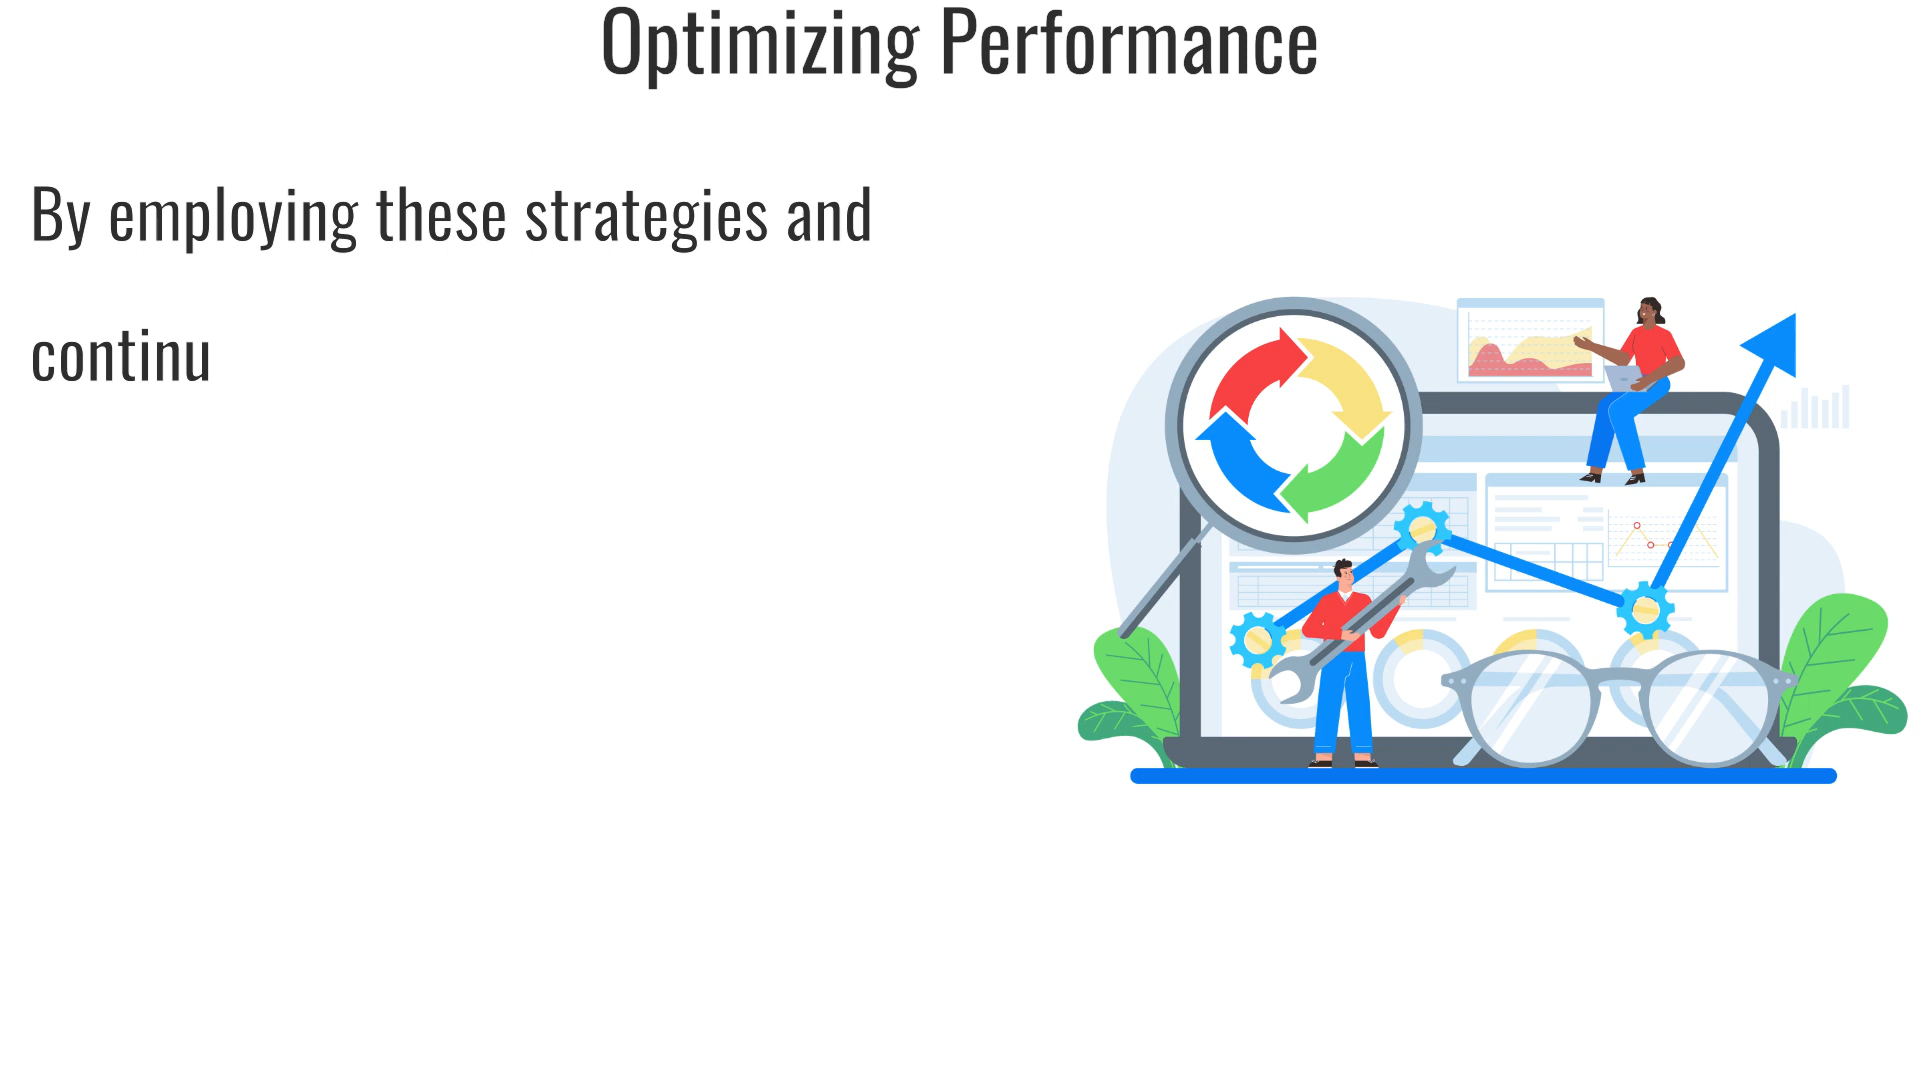 Optimizing Performance
By employing these strategies and
continu